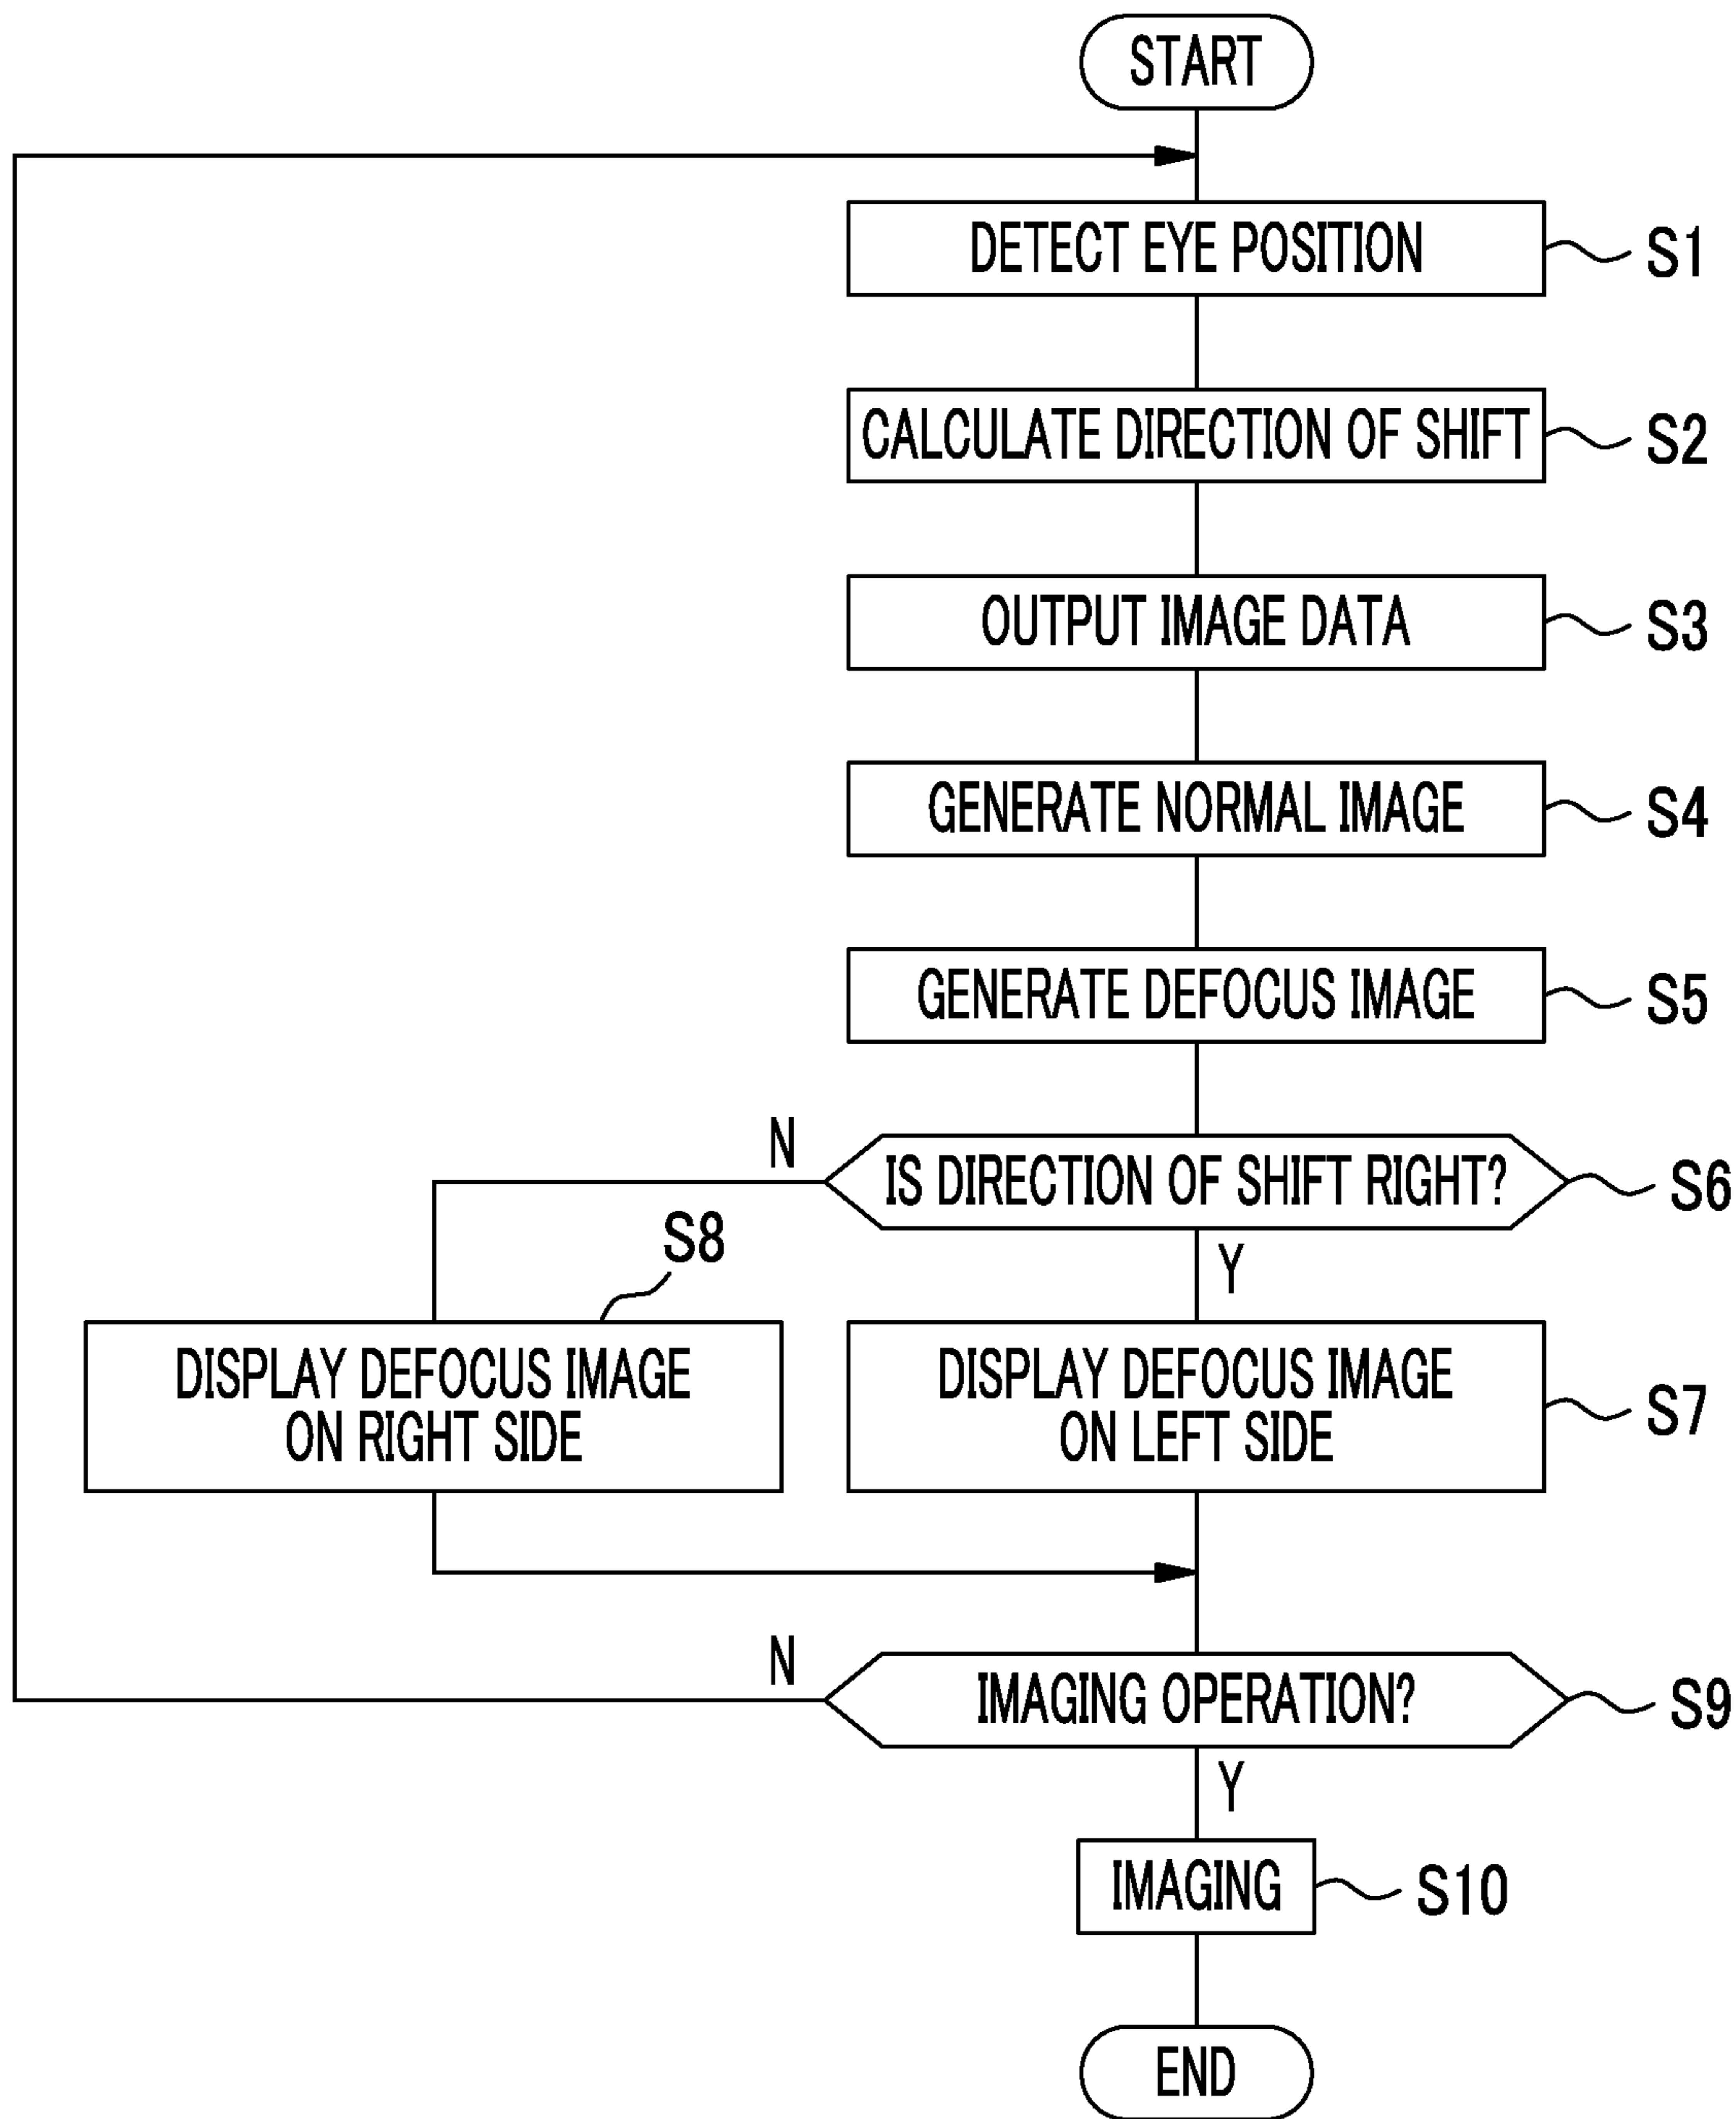 START
DETECT EYE POSITION
S1
CALCULATE DIRECTION OF SHIFT
S2
OUTPUT IMAGE DATA
S3
GENERATE NORMAL IMAGE
S4
GENERATE DEFOCUS IMAGE
S5
N
IS DIRECTION OF SHIFT RIGHT?
S6
Y
S8
DISPLAY DEFOCUS IMAGE
ON RIGHT SIDE
DISPLAY DEFOCUS IMAGE
ON LEFT SIDE
S7
N
IMAGING OPERATION?
S9
Y
IMAGING
S10
END